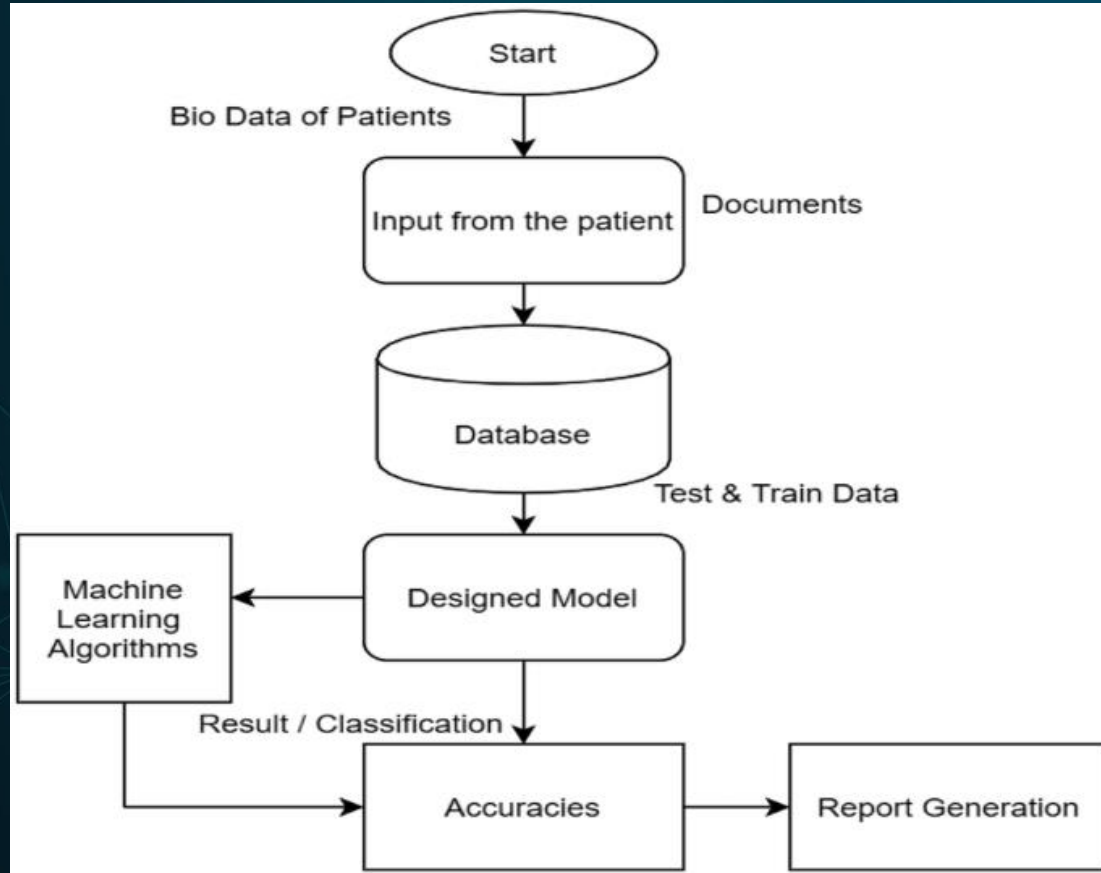 Start
Bio Data of Patients
Input from the patient
Documents
Database
Test & Train Data
Machine
Learning
Algorithms
Designed Model
Result / Classification
Accuracies
Report Generation